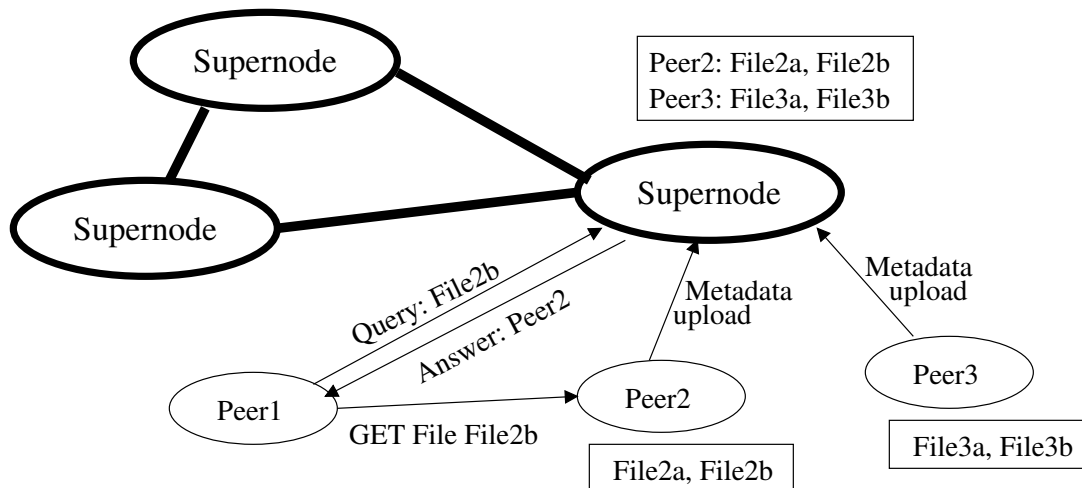 Supernode
Peer2: File2a, File2b
Peer3: File3a, File3b
Supernode
Supernode
Query: File2b
Answer: Peer2
Metadata
upload
Metadata
upload
Peer1
Peer2
Peer3
GET File File2b
File2a, File2b
File3a, File3b